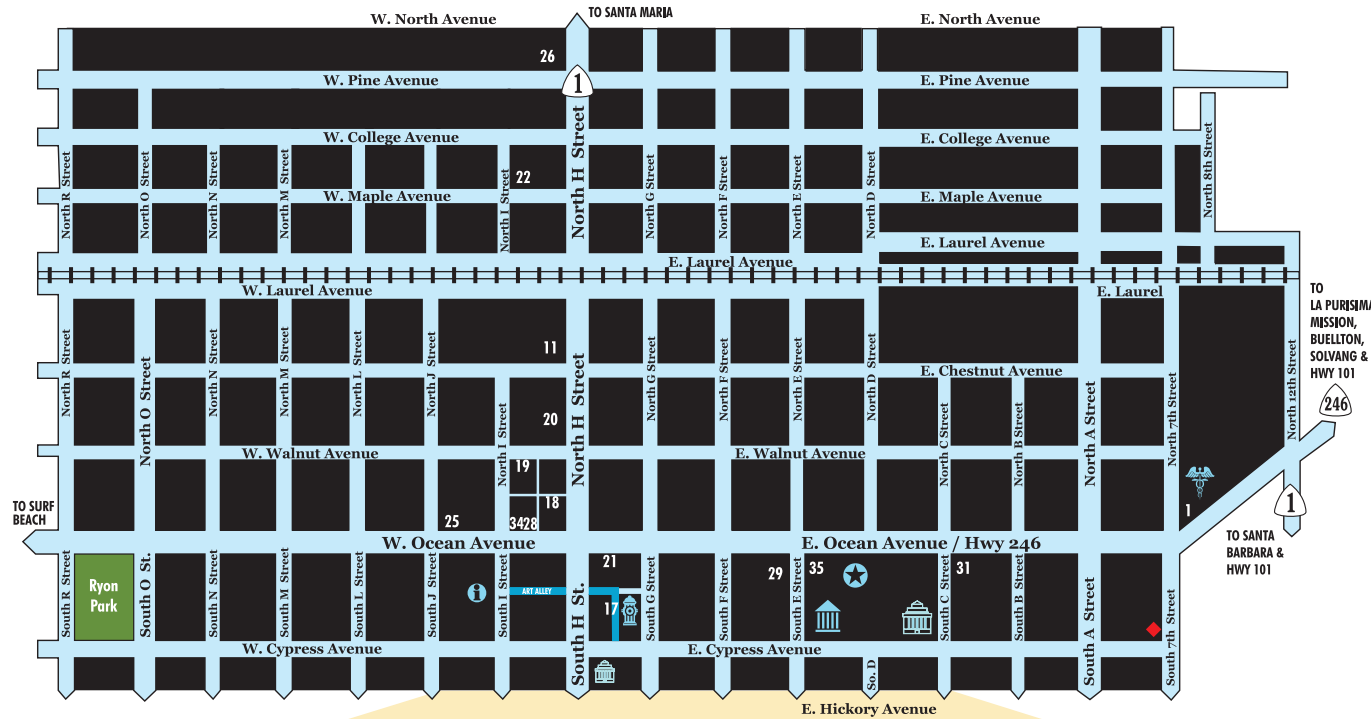 TO SANTA MARIA
W. North Avenue
E. North Avenue
26
W. Pine Avenue
1
E. Pine Avenue
W. College Avenue
E. College Avenue
North R Street
North O Street
North N Street
North M Street
North I Street
22
North H Street
North G Street
North F Street
North E Street
North D Street
North 8th Street
W. Maple Avenue
E. Maple Avenue
E. Laurel Avenue
E. Laurel Avenue
W. Laurel Avenue
E. Laurel
TO
LA PURISIMA
MISSION,
BUELLTON,
SOLVANG &
HWY 101
246
North R Street
North O Street
North N Street
North M Street
North L Street
North J Street
11
North H Street
North G Street
North F Street
North E Street
North D Street
E. Chestnut Avenue
North 7th Street
North 12th Street
20
North I Street
North C Street
North B Street
North A Street
W. Walnut Avenue
E. Walnut Avenue
19
18
25
34
28
1
1
TO SURF
BEACH
W. Ocean Avenue
E. Ocean Avenue / Hwy 246
TO SANTA
BARBARA &
HWY 101
Ryon
Park
South R Street
South O St.
South N Street
South M Street
South L Street
South J Street
i
South I Street
ART ALLEY
South H St.
21
17
South G Street
South F Street
29
South E Street
35
South C Street
31
South B Street
South A Street
South 7th Street
W. Cypress Avenue
E. Cypress Avenue
So. D
E. Hickory Avenue